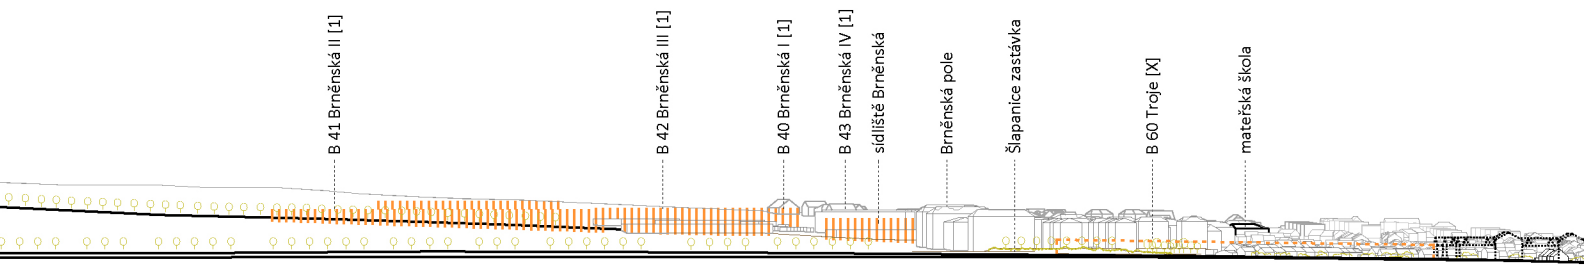 B 41 Brněnská II [1]
B 42 Brněnská III [1]
B 40 Brněnská I [1]
B 43 Brněnská IV [1]
sídliště Brněnská
Brněnská pole
Šlapanice zastávka
B 60 Troje [X]
mateřská škola